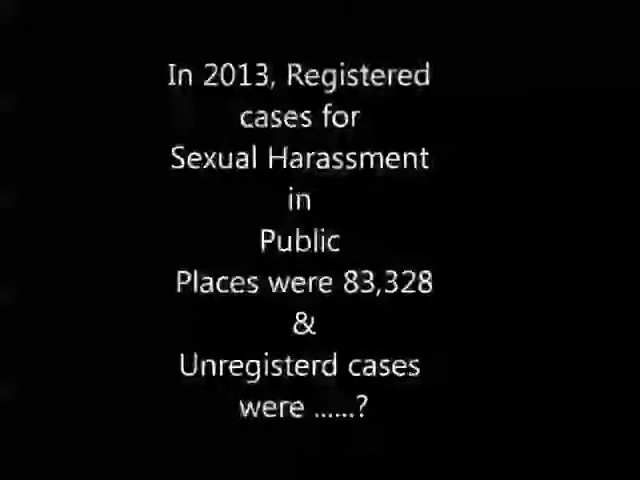 In 2013, Registered
cases for
Sexual Harassment
in
Public
Places were 83,328
&
Unregisterd cases
were ......?